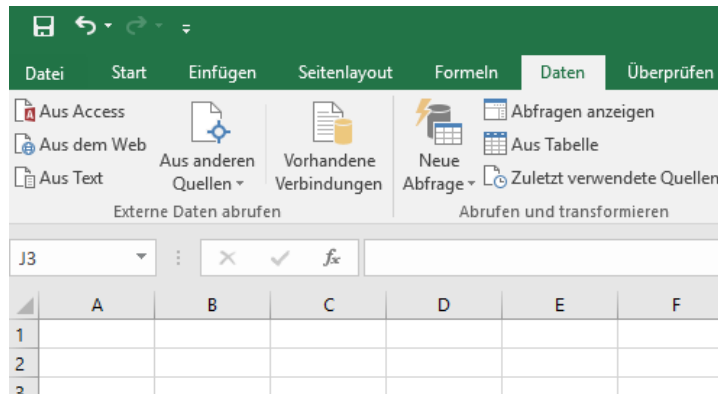 Datei Start Einfügen Seitenlayout Formeln Daten Überprüfen
Aus Access
Aus dem Web
Aus Text
Aus anderen
Quellen
Vorhandene
Verbindungen
Externe Daten abrufen
Neue
Abfrage
Abfragen anzeigen
Aus Tabelle
Zuletzt verwendete Quellen
Abrufen und transformieren
J3 fx
A B C D E F
1
2
3